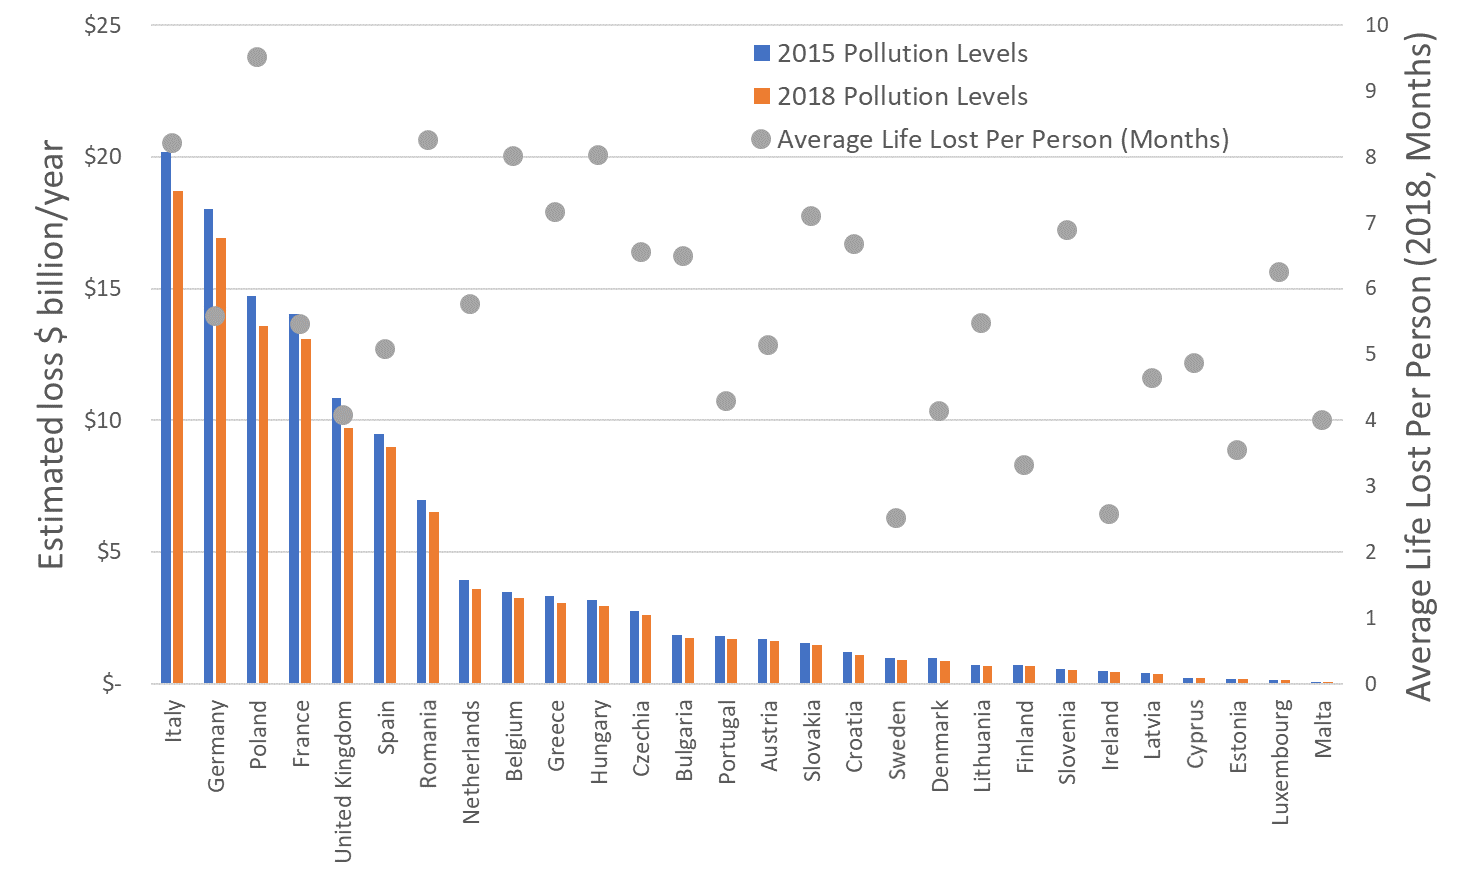 $25
$20
$15
$10
$5
$-
Estimated loss $ billion/year
2015 Pollution Levels
2018 Pollution Levels
Average Life Lost Per Person (Months)
10
9
8
7
6
5
4
3
2
1
0
Average Life Lost Per Person (2018, Months)
Italy
Germany
Poland
France
United Kingdom
Spain
Romania
Netherlands
Belgium
Greece
Hungary
Czechia
Bulgaria
Portugal
Austria
Slovakia
Croatia
Sweden
Denmark
Lithuania
Finland
Slovenia
Ireland
Latvia
Cyprus
Estonia
Luxembourg
Malta